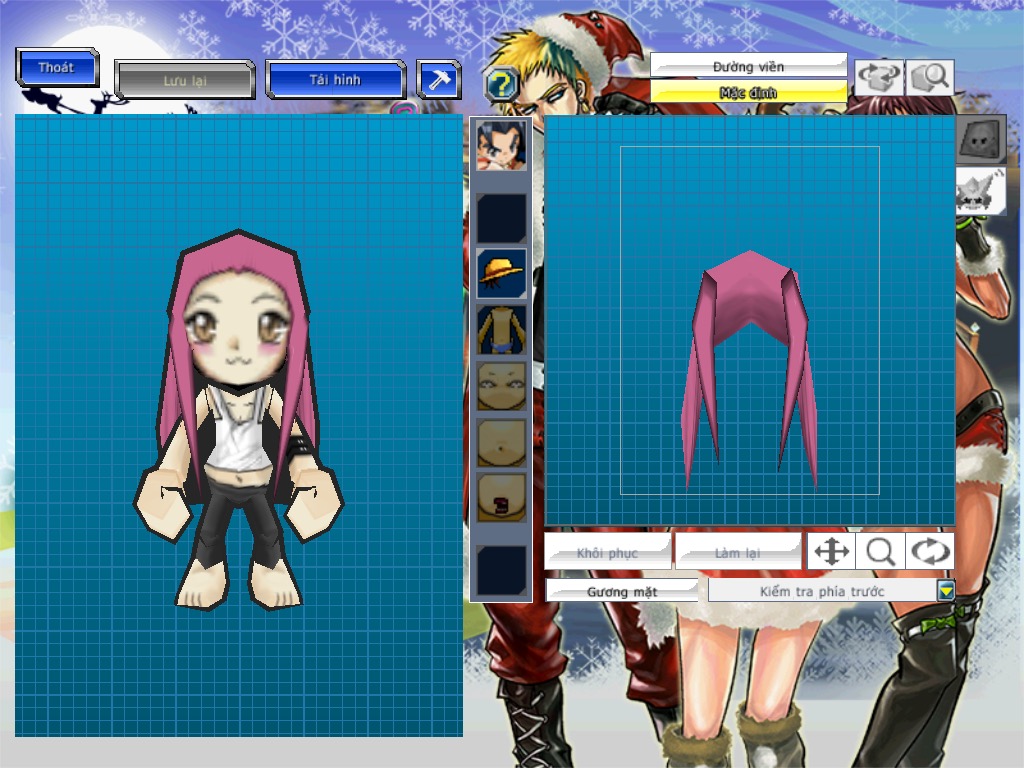 Thoát
Lưu lại
Tải hình
Đường viền
Mặc định
Khôi phục
Làm lại
Gương mặt
Kiểm tra phía trước